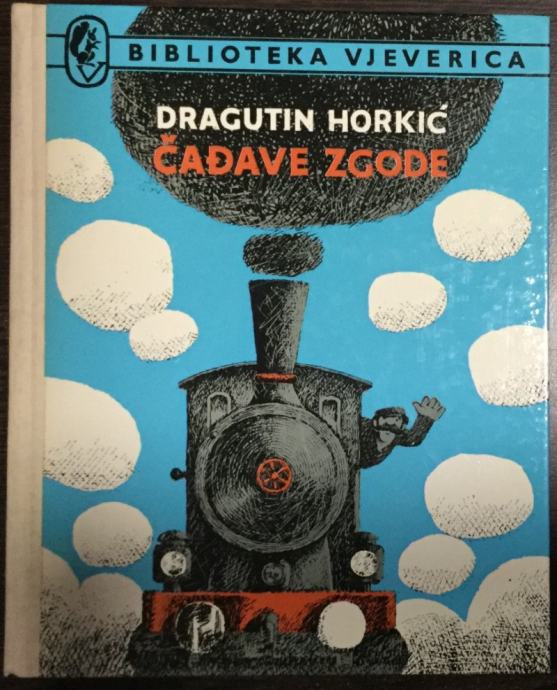 BIBLIOTEKA VJEVERICA
DRAGUTIN HORKIĆ
ČAĐAVE ZGODE